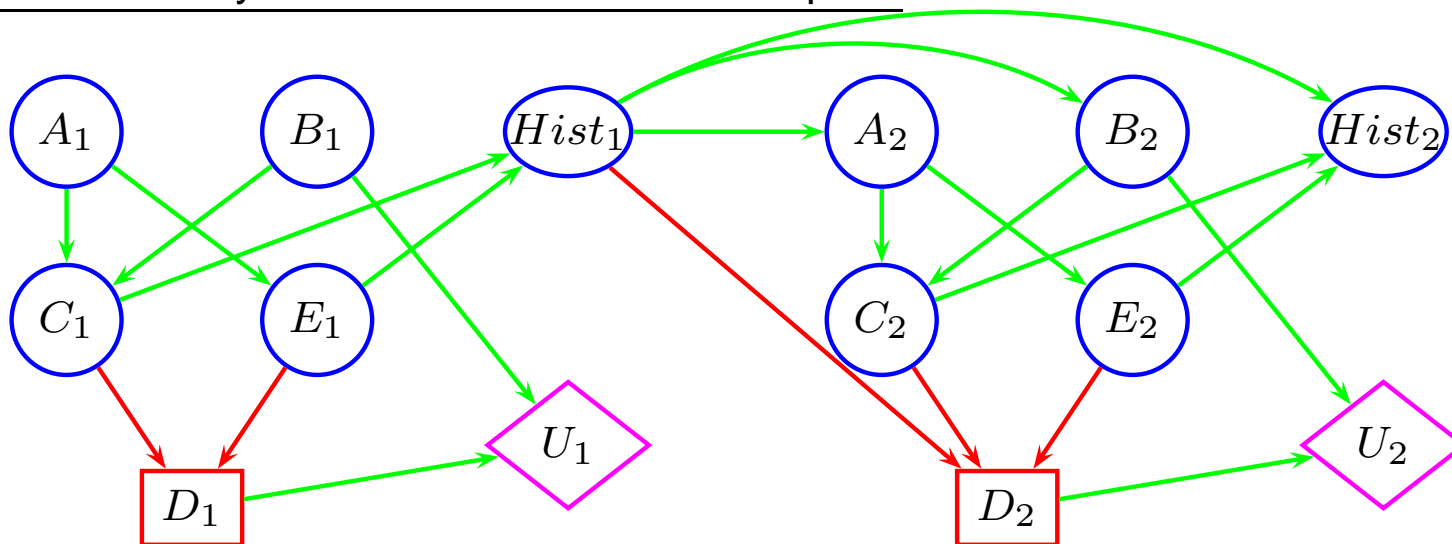 A₁ B₁ Hist₁ A₂ B₂ Hist₂
C₁ E₁ C₂ E₂
U₁ U₂
D₁ D₂